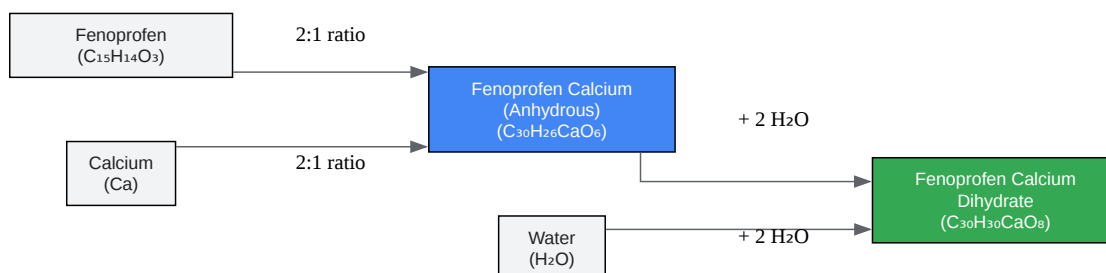 Fenoprofen
(C₁₅H₁₄O₃)
2:1 ratio
Calcium
(Ca)
2:1 ratio
Fenoprofen Calcium
(Anhydrous)
(C₃₀H₂₆CaO₆)
+ 2 H₂O
Water
(H₂O)
+ 2 H₂O
Fenoprofen Calcium
Dihydrate
(C₃₀H₃₀CaO₈)